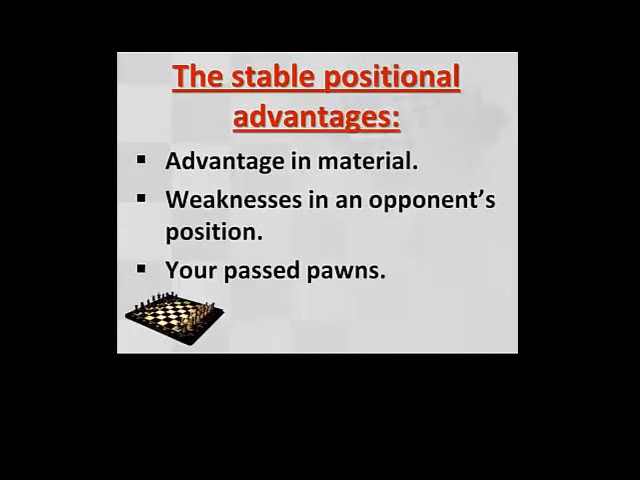 The stable positional
advantages:
▪ Advantage in material.
▪ Weaknesses in an opponent’s
position.
▪ Your passed pawns.